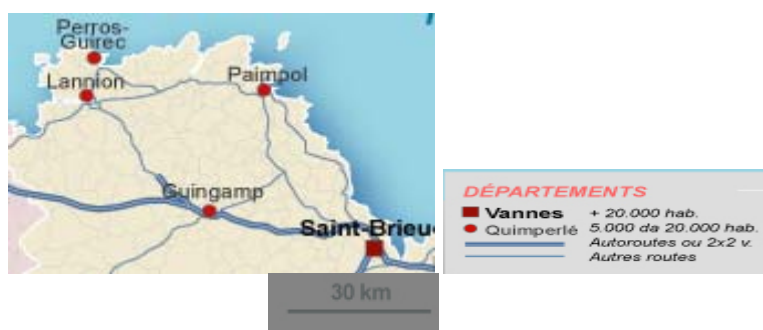 Perros-
Guirec
Lannion
Paimpol
Guingamp
Saint-Brieuc
DÉPARTEMENTS
Vannes + 20.000 hab.
Quimperlé 5.000 da 20.000 hab.
Autoroutes ou 2x2 v.
Autres routes
30 km